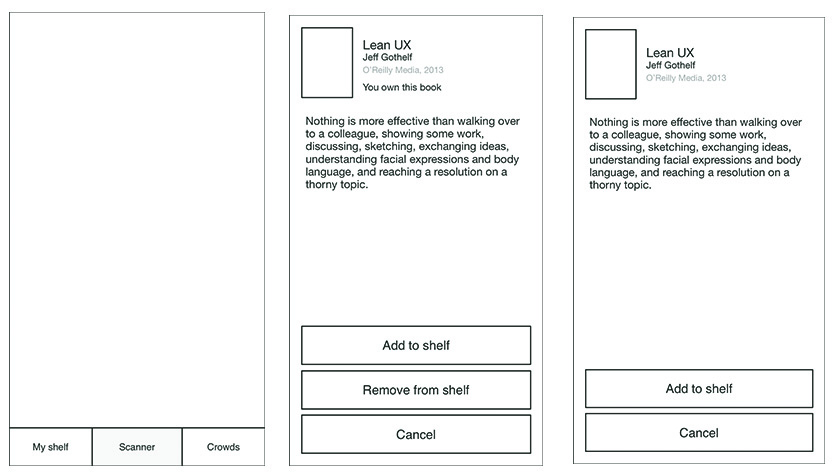 My shelf
Scanner
Crowds
Lean UX
Jeff Gothelf
O'Reilly Media, 2013
You own this book
Nothing is more effective than walking over
to a colleague, showing some work,
discussing, sketching, exchanging ideas,
understanding facial expressions and body
language, and reaching a resolution on a
thorny topic.
Add to shelf
Remove from shelf
Cancel
Lean UX
Jeff Gothelf
O'Reilly Media, 2013
Nothing is more effective than walking over
to a colleague, showing some work,
discussing, sketching, exchanging ideas,
understanding facial expressions and body
language, and reaching a resolution on a
thorny topic.
Add to shelf
Cancel